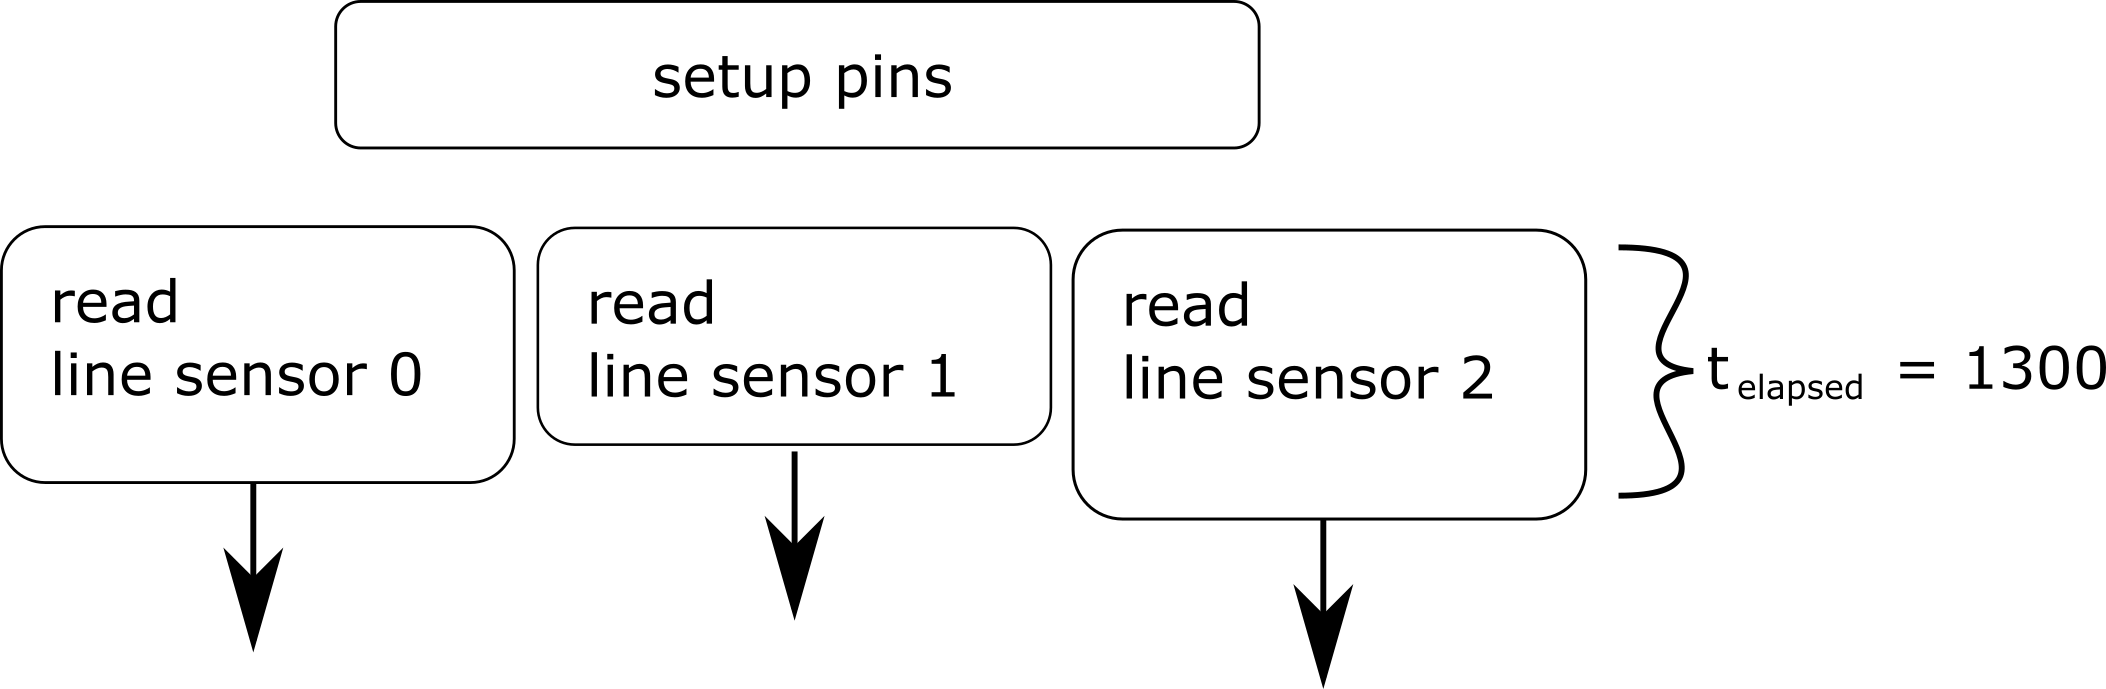 setup pins
read
line sensor 0
read
line sensor 1
read
line sensor 2
t elapsed = 1300